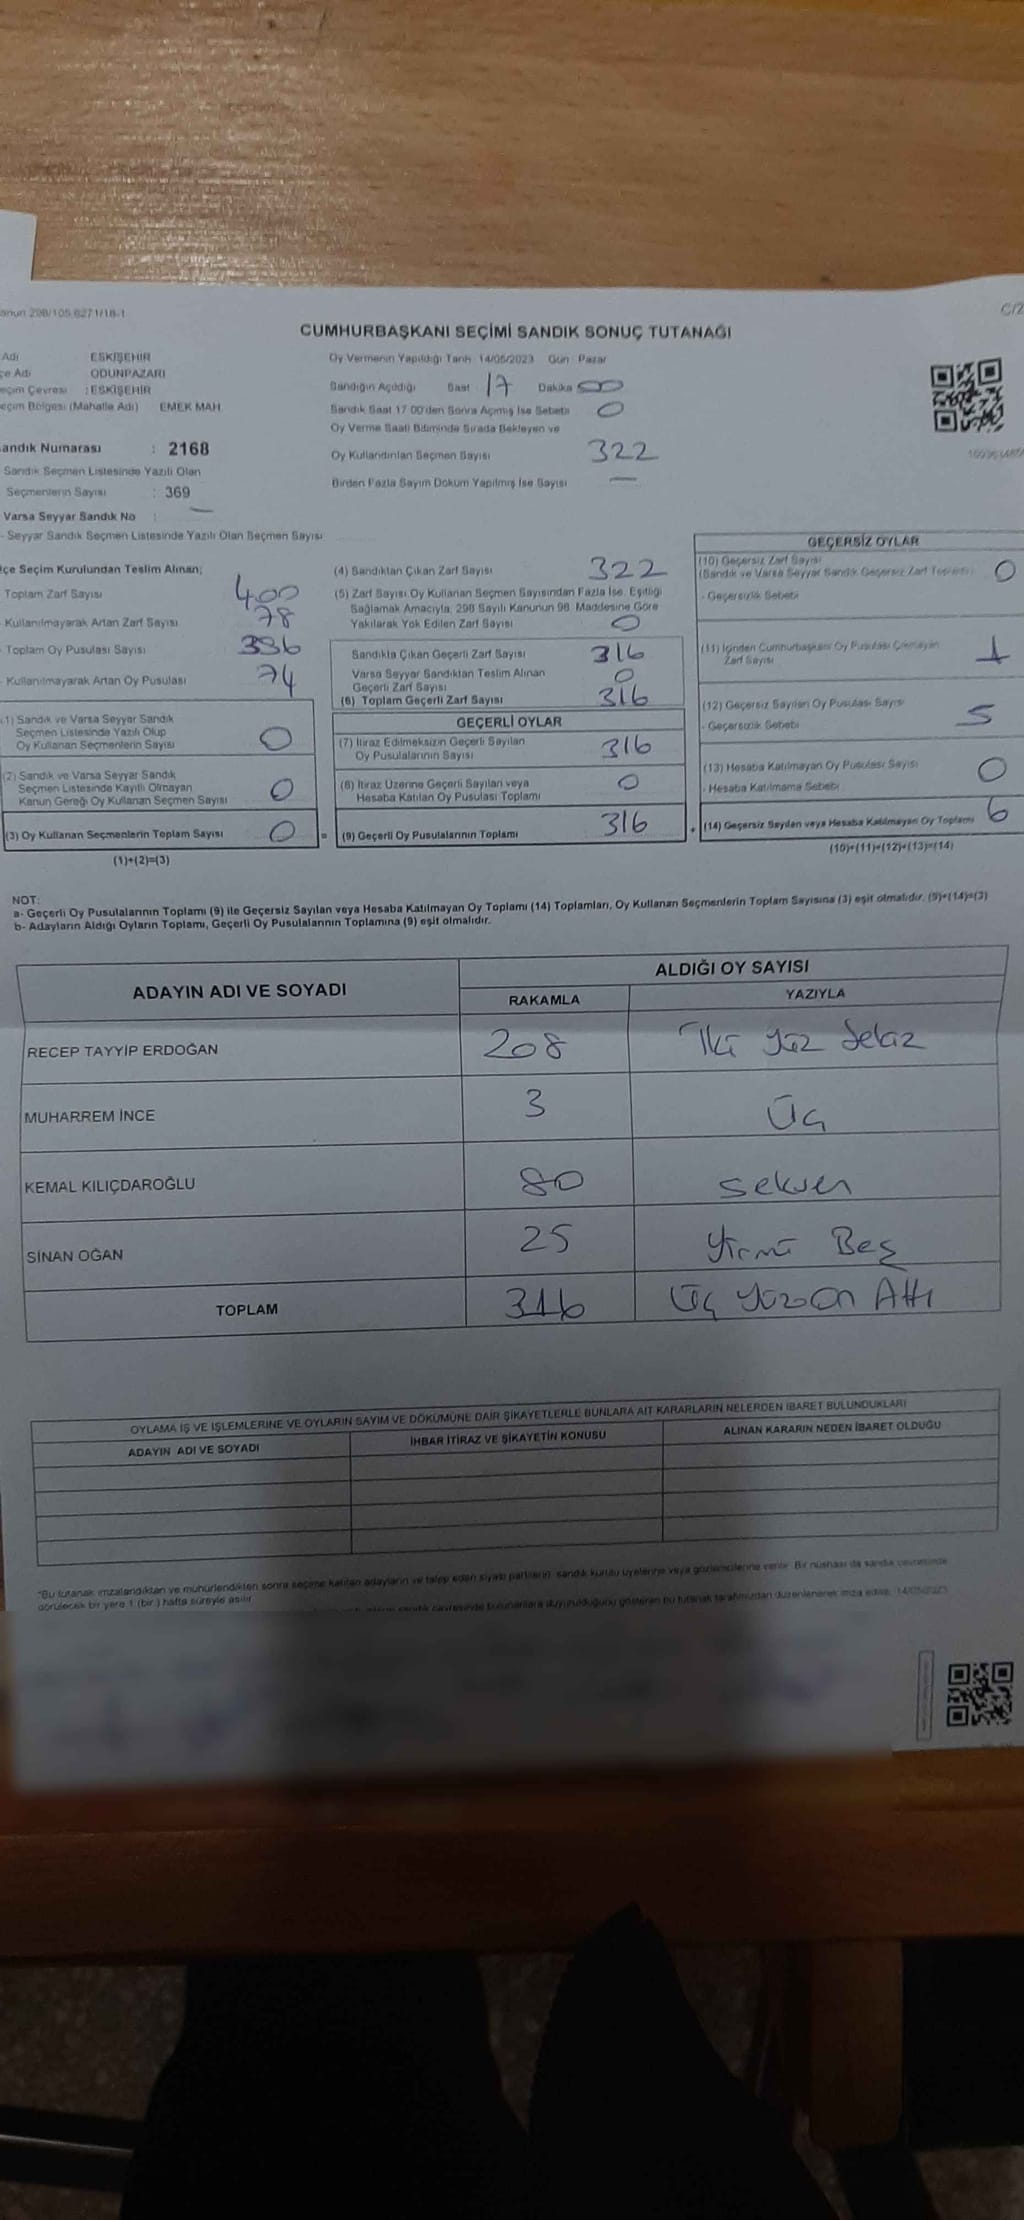 CUMHURBAŞKANI SEÇİMİ SANDIK SONUÇ TUTANAĞI
Adı ESKİŞEHİR
Adı ODUNPAZARI
Seçim Çevresi : ESKİŞEHİR
Seçim Bölgesi (Mahalle Adı) EMEK MAH.
Sandık Numarası : 2168
Sandık Seçmen Listesinde Yazılı Olan
Seçmenlerin Sayısı : 369
Varsa Seyyar Sandık No : —
- Seyyar Sandık Seçmen Listesinde Yazılı Olan Seçmen Sayısı
Oy Vermenin Yapıldığı Tarih 14/05/2023 Gün : Pazar
Sandığın Açıldığı Saat 17 Dakika 00
Sandık Saat 17.00'den Sonra Açılmış İse Sebebi 0
Oy Verme Saati Bitiminde Sırada Bekleyen ve
Oy Kullandırılan Seçmen Sayısı 322
Birden Fazla Sayım Döküm Yapılmış İse Sayısı —
İlçe Seçim Kurulundan Teslim Alınan;
Toplam Zarf Sayısı 400
Kullanılmayarak Artan Zarf Sayısı 78
Toplam Oy Pusulası Sayısı 396
Kullanılmayarak Artan Oy Pusulası 74
(1) Sandık ve Varsa Seyyar Sandık
Seçmen Listesinde Yazılı Olup
Oy Kullanan Seçmenlerin Sayısı 0
(2) Sandık ve Varsa Seyyar Sandık
Seçmen Listesinde Kayıtlı Olmayan
Kanun Gereği Oy Kullanan Seçmen Sayısı 0
(3) Oy Kullanan Seçmenlerin Toplam Sayısı 0 =
(1)+(2)=(3)
(4) Sandıktan Çıkan Zarf Sayısı 322
(5) Zarf Sayısı Oy Kullanan Seçmen Sayısından Fazla İse, Eşitliği
Sağlamak Amacıyla, 298 Sayılı Kanunun 98. Maddesine Göre
Yakılarak Yok Edilen Zarf Sayısı 0
Sandıkta Çıkan Geçerli Zarf Sayısı 316
Varsa Seyyar Sandıktan Teslim Alınan
Geçerli Zarf Sayısı 0
(6) Toplam Geçerli Zarf Sayısı 316
GEÇERLİ OYLAR
(7) İtiraz Edilmeksizin Geçerli Sayılan
Oy Pusulalarının Sayısı 316
(8) İtiraz Üzerine Geçerli Sayılan veya
Hesaba Katılan Oy Pusulası Toplamı 0
(9) Geçerli Oy Pusulalarının Toplamı 316 +
GEÇERSİZ OYLAR
(10) Geçersiz Zarf Sayısı
(Sandık ve Varsa Seyyar Sandık Geçersiz Zarf Toplamı) 0
- Geçersizlik Sebebi
(11) İçinden Cumhurbaşkanı Oy Pusulası Çıkmayan
Zarf Sayısı 1
(12) Geçersiz Sayılan Oy Pusulası Sayısı 5
- Geçersizlik Sebebi
(13) Hesaba Katılmayan Oy Pusulası Sayısı 0
- Hesaba Katılmama Sebebi
(14) Geçersiz Sayılan veya Hesaba Katılmayan Oy Toplamı 6
(10)+(11)+(12)+(13)=(14)
NOT:
a- Geçerli Oy Pusulalarının Toplamı (9) ile Geçersiz Sayılan veya Hesaba Katılmayan Oy Toplamı (14) Toplamları, Oy Kullanan Seçmenlerin Toplam Sayısına (3) eşit olmalıdır. (9)+(14)=(3)
b- Adayların Aldığı Oyların Toplamı, Geçerli Oy Pusulalarının Toplamına (9) eşit olmalıdır.
ADAYIN ADI VE SOYADI ALDIĞI OY SAYISI
RAKAMLA YAZIYLA
RECEP TAYYİP ERDOĞAN 208 İki yüz Sekiz
MUHARREM İNCE 3 Üç
KEMAL KILIÇDAROĞLU 80 Seksen
SİNAN OĞAN 25 Yirmi Beş
TOPLAM 316 Üç yüz on Altı
OYLAMA İŞ VE İŞLEMLERİNE VE OYLARIN SAYIM VE DÖKÜMÜNE DAİR ŞİKAYETLERLE BUNLARA AİT KARARLARIN NELERDEN İBARET BULUNDUKLARI
ADAYIN ADI VE SOYADI İHBAR İTİRAZ VE ŞİKAYETİN KONUSU ALINAN KARARIN NEDEN İBARET OLDUĞU
*Bu tutanak imzalandıktan ve mühürlendikten sonra seçime katılan adayların ve talep eden siyasi partilerin sandık kurulu üyelerine veya gözlemcilerine verilir. Bir nüshası da sandık çevresinde
görülecek bir yere 1 (bir) hafta süreyle asılır.
bu tutanak tarafımızdan düzenlenerek imza edildi. 14/05/2023